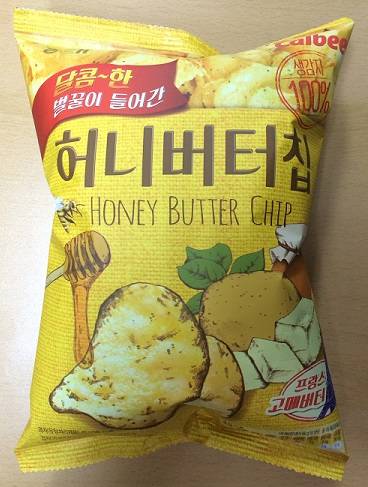 Calbee
달콤~한
벌꿀이 들어간
생감자
100%
허니버터칩
HONEY BUTTER CHIP
프랑스
고메버터